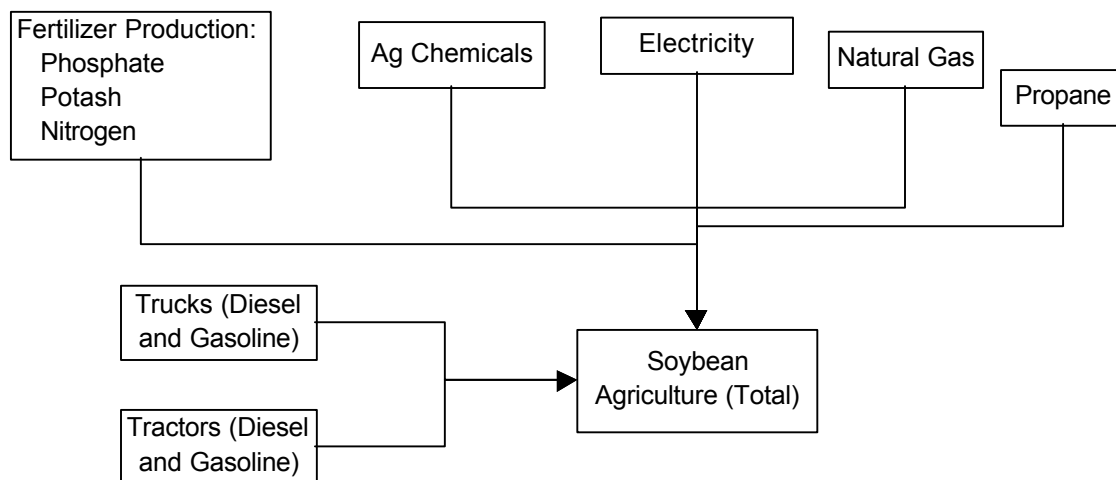 Fertilizer Production:
Phosphate
Potash
Nitrogen
Ag Chemicals
Electricity
Natural Gas
Propane
Trucks (Diesel
and Gasoline)
Soybean
Agriculture (Total)
Tractors (Diesel
and Gasoline)